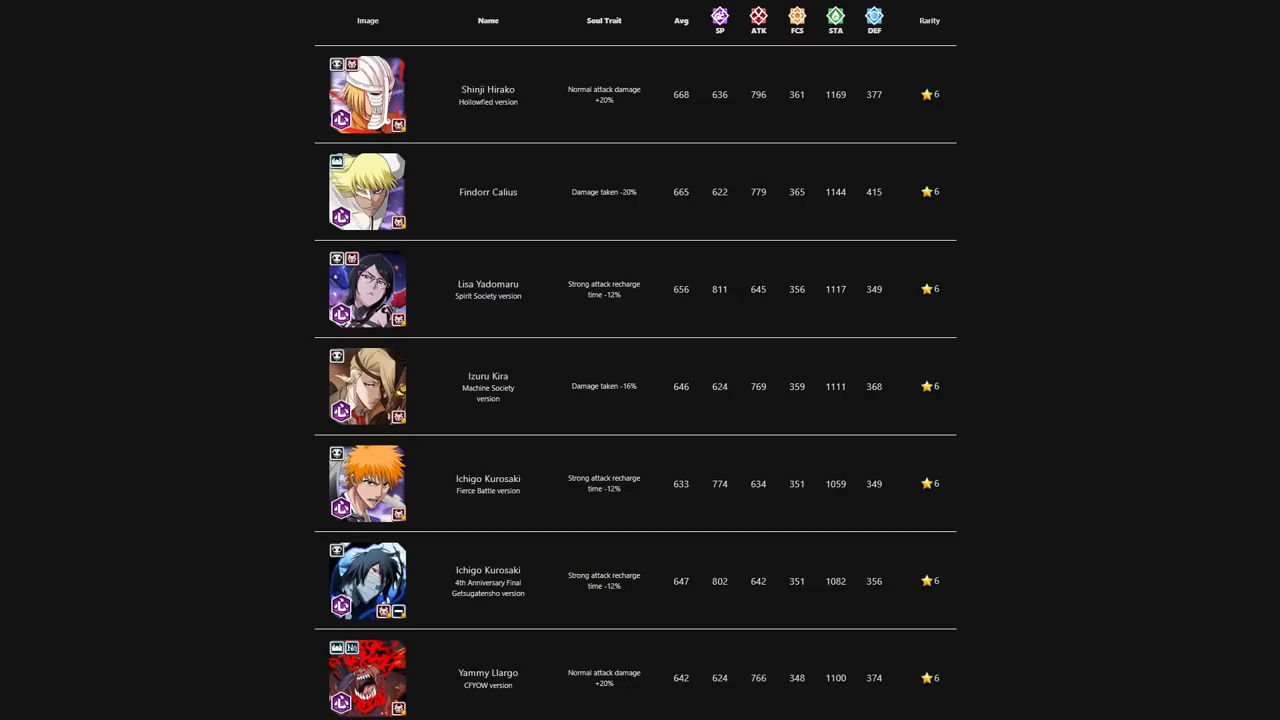 Image Name Soul Trait Avg SP ATK FCS STA DEF Rarity
Shinji Hirako
Hollowfied version
Normal attack damage
+20%
668 636 796 361 1169 377 6
Findorr Calius
Damage taken -20%
665 622 779 365 1144 415 6
Lisa Yadomaru
Spirit Society version
Strong attack recharge
time -12%
656 811 645 356 1117 349 6
Izuru Kira
Machine Society
version
Damage taken -16%
646 624 769 359 1111 368 6
Ichigo Kurosaki
Fierce Battle version
Strong attack recharge
time -12%
633 774 634 351 1059 349 6
Ichigo Kurosaki
4th Anniversary Final
Getsugatensho version
Strong attack recharge
time -12%
647 802 642 351 1082 356 6
No
Yammy Llargo
CFYOW version
Normal attack damage
+20%
642 624 766 348 1100 374 6